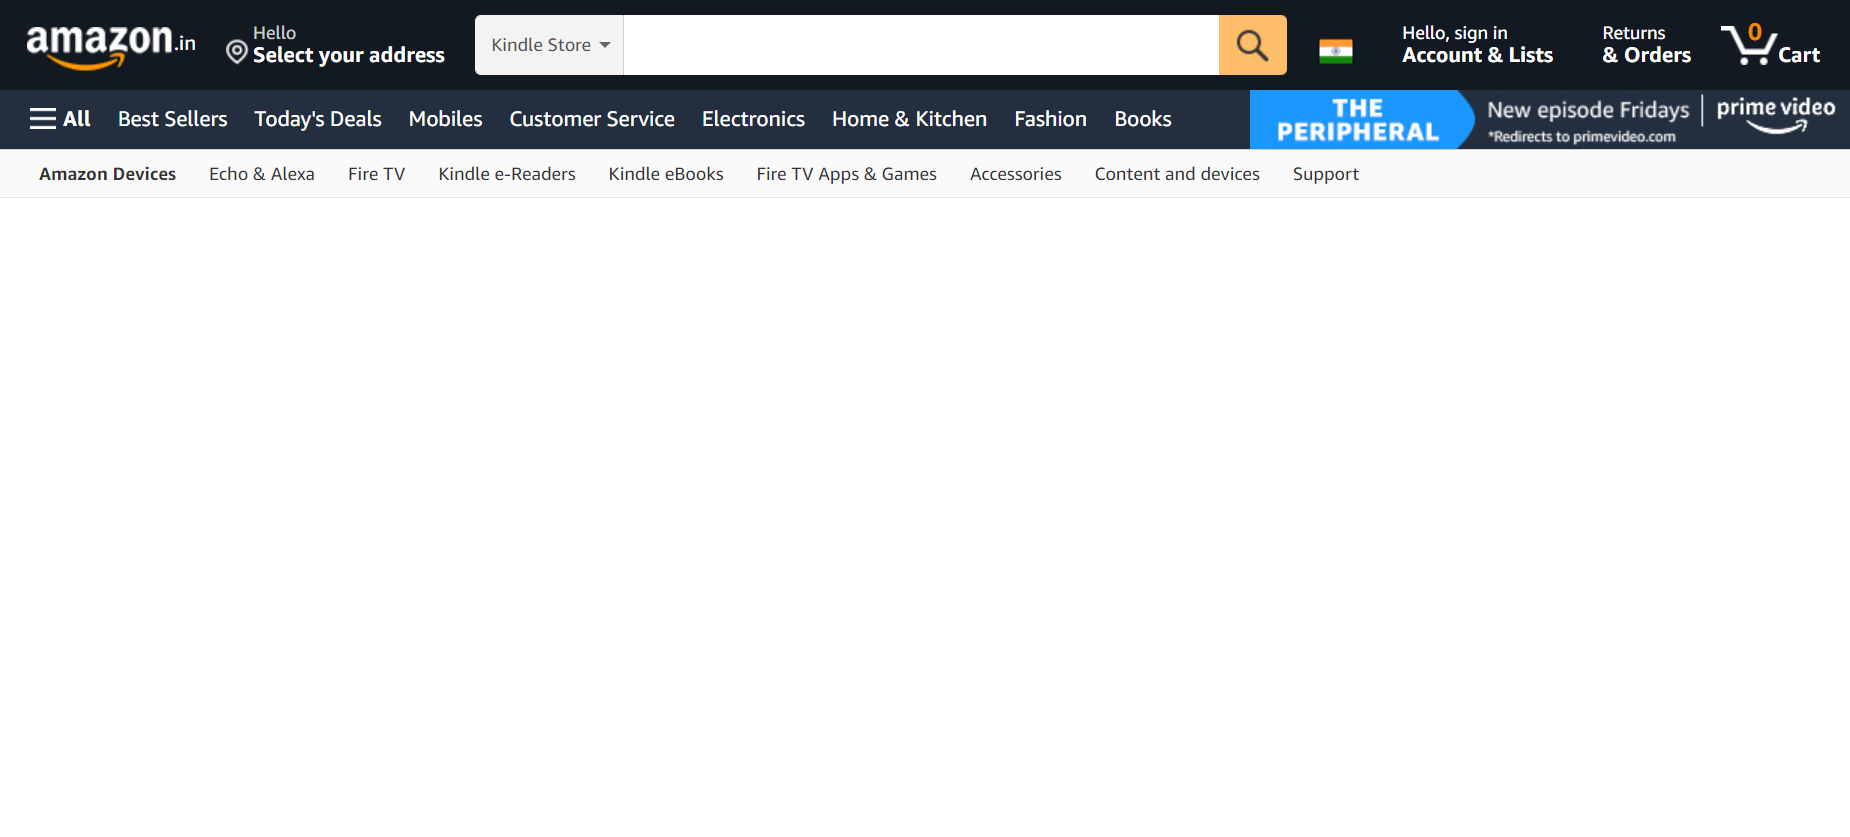 amazon.in
Hello
Select your address
Kindle Store
Hello, sign in
Account & Lists
Returns
& Orders
0
Cart
All
Best Sellers
Today's Deals
Mobiles
Customer Service
Electronics
Home & Kitchen
Fashion
Books
THE
PERIPHERAL
New episode Fridays
*Redirects to primevideo.com
prime video
Amazon Devices
Echo & Alexa
Fire TV
Kindle e-Readers
Kindle eBooks
Fire TV Apps & Games
Accessories
Content and devices
Support